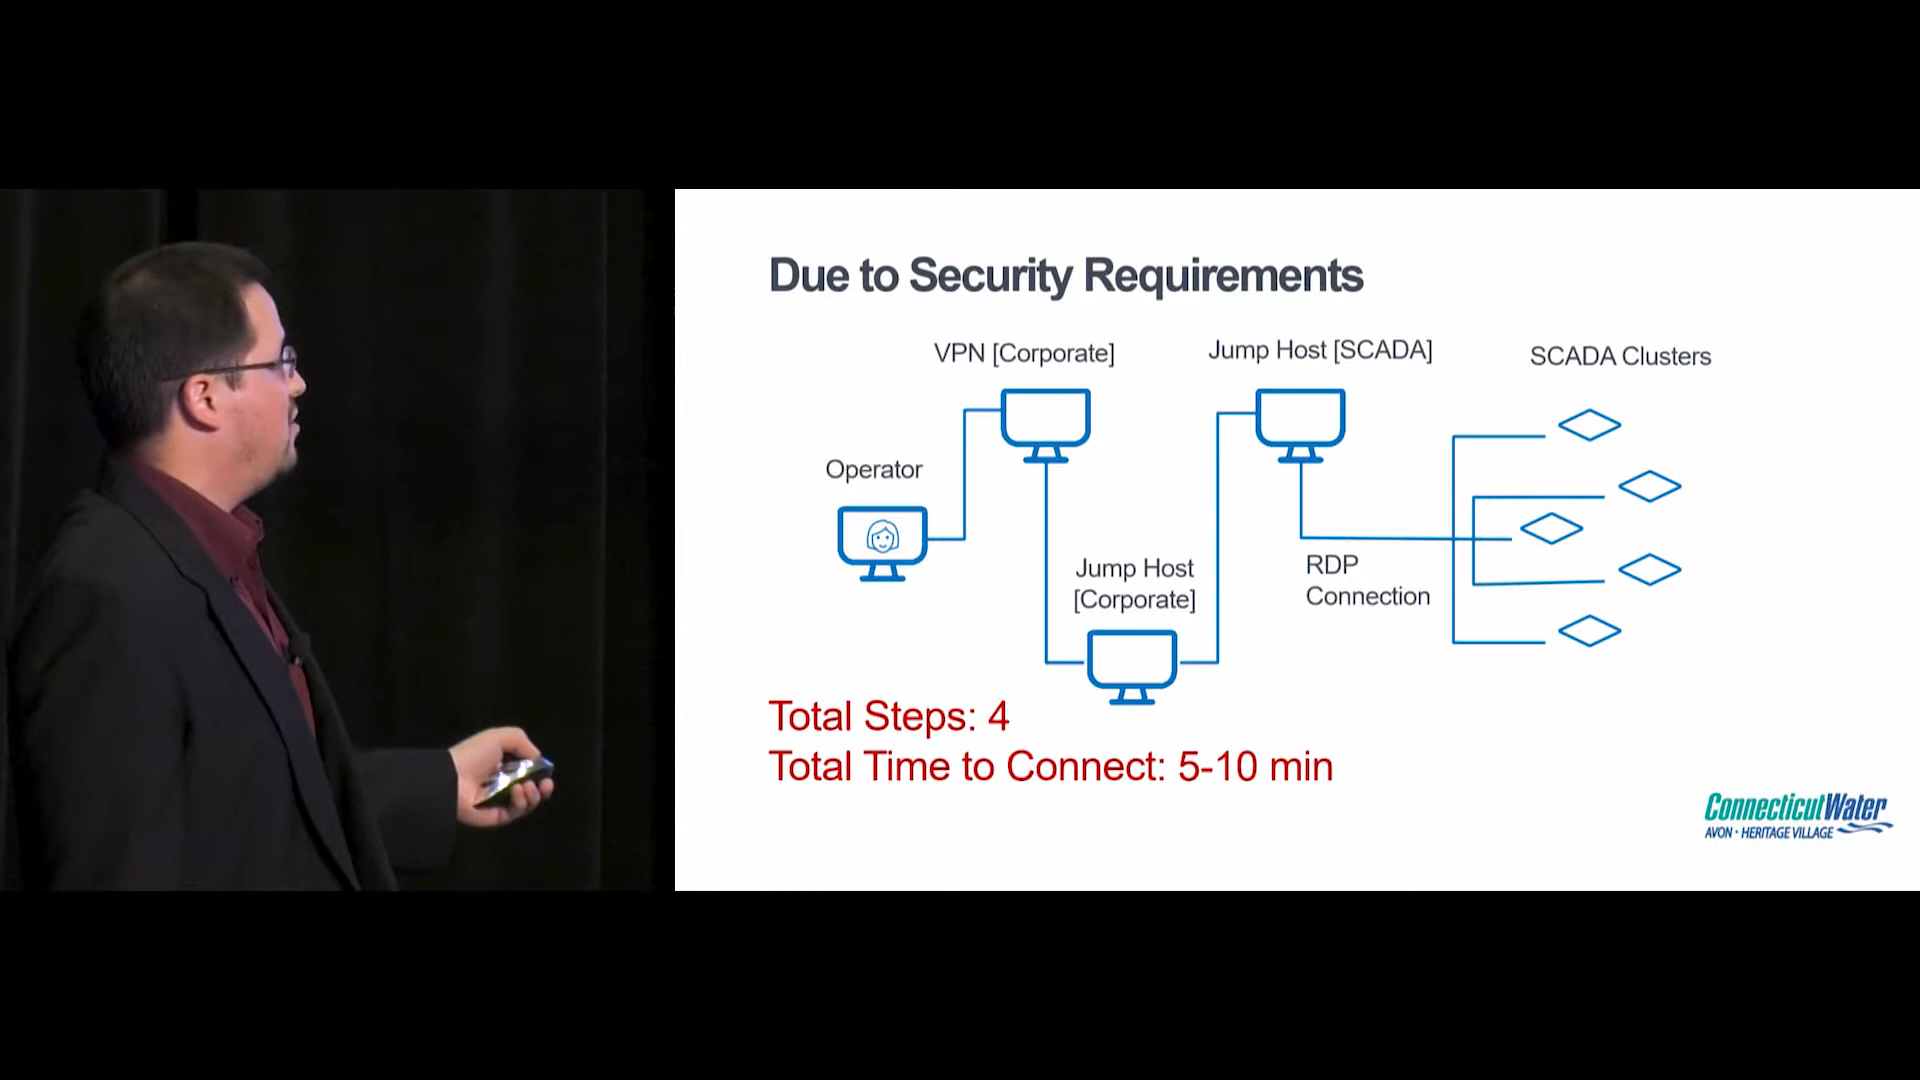 Due to Security Requirements
VPN [Corporate]
Jump Host [SCADA]
SCADA Clusters
Operator
Jump Host
[Corporate]
RDP
Connection
Total Steps: 4
Total Time to Connect: 5-10 min
ConnecticutWater
AVON • HERITAGE VILLAGE